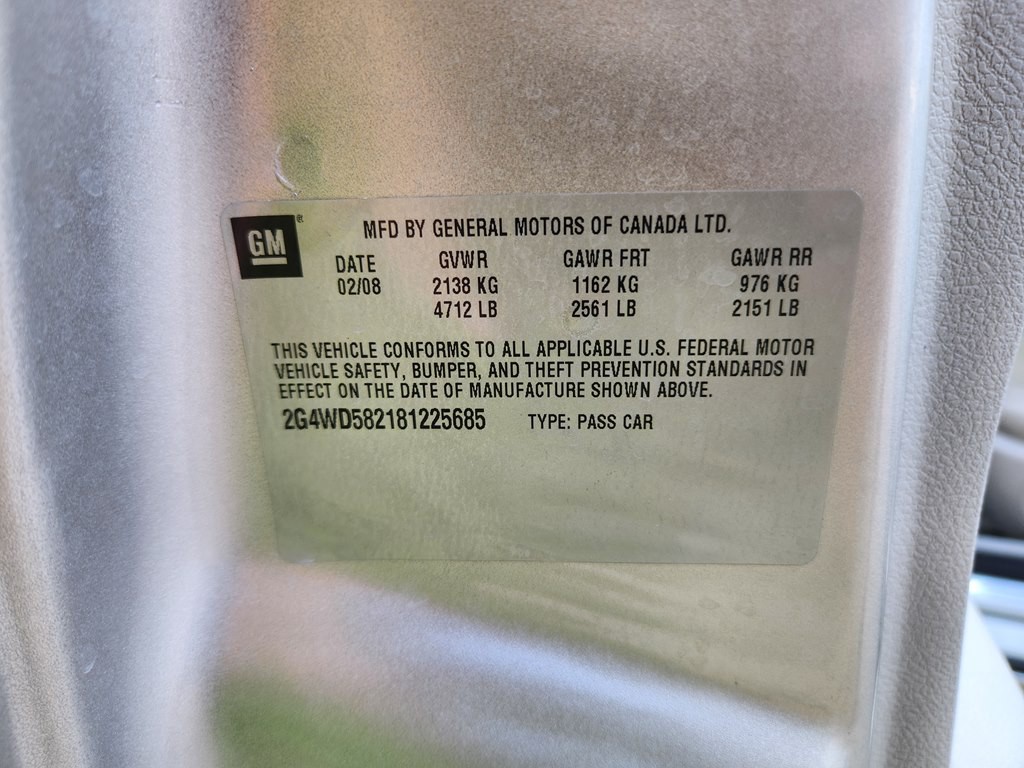 GM ®
MFD BY GENERAL MOTORS OF CANADA LTD.
DATE GVWR GAWR FRT GAWR RR
02/08 2138 KG 1162 KG 976 KG
4712 LB 2561 LB 2151 LB
THIS VEHICLE CONFORMS TO ALL APPLICABLE U.S. FEDERAL MOTOR
VEHICLE SAFETY, BUMPER, AND THEFT PREVENTION STANDARDS IN
EFFECT ON THE DATE OF MANUFACTURE SHOWN ABOVE.
2G4WD582181225685 TYPE: PASS CAR